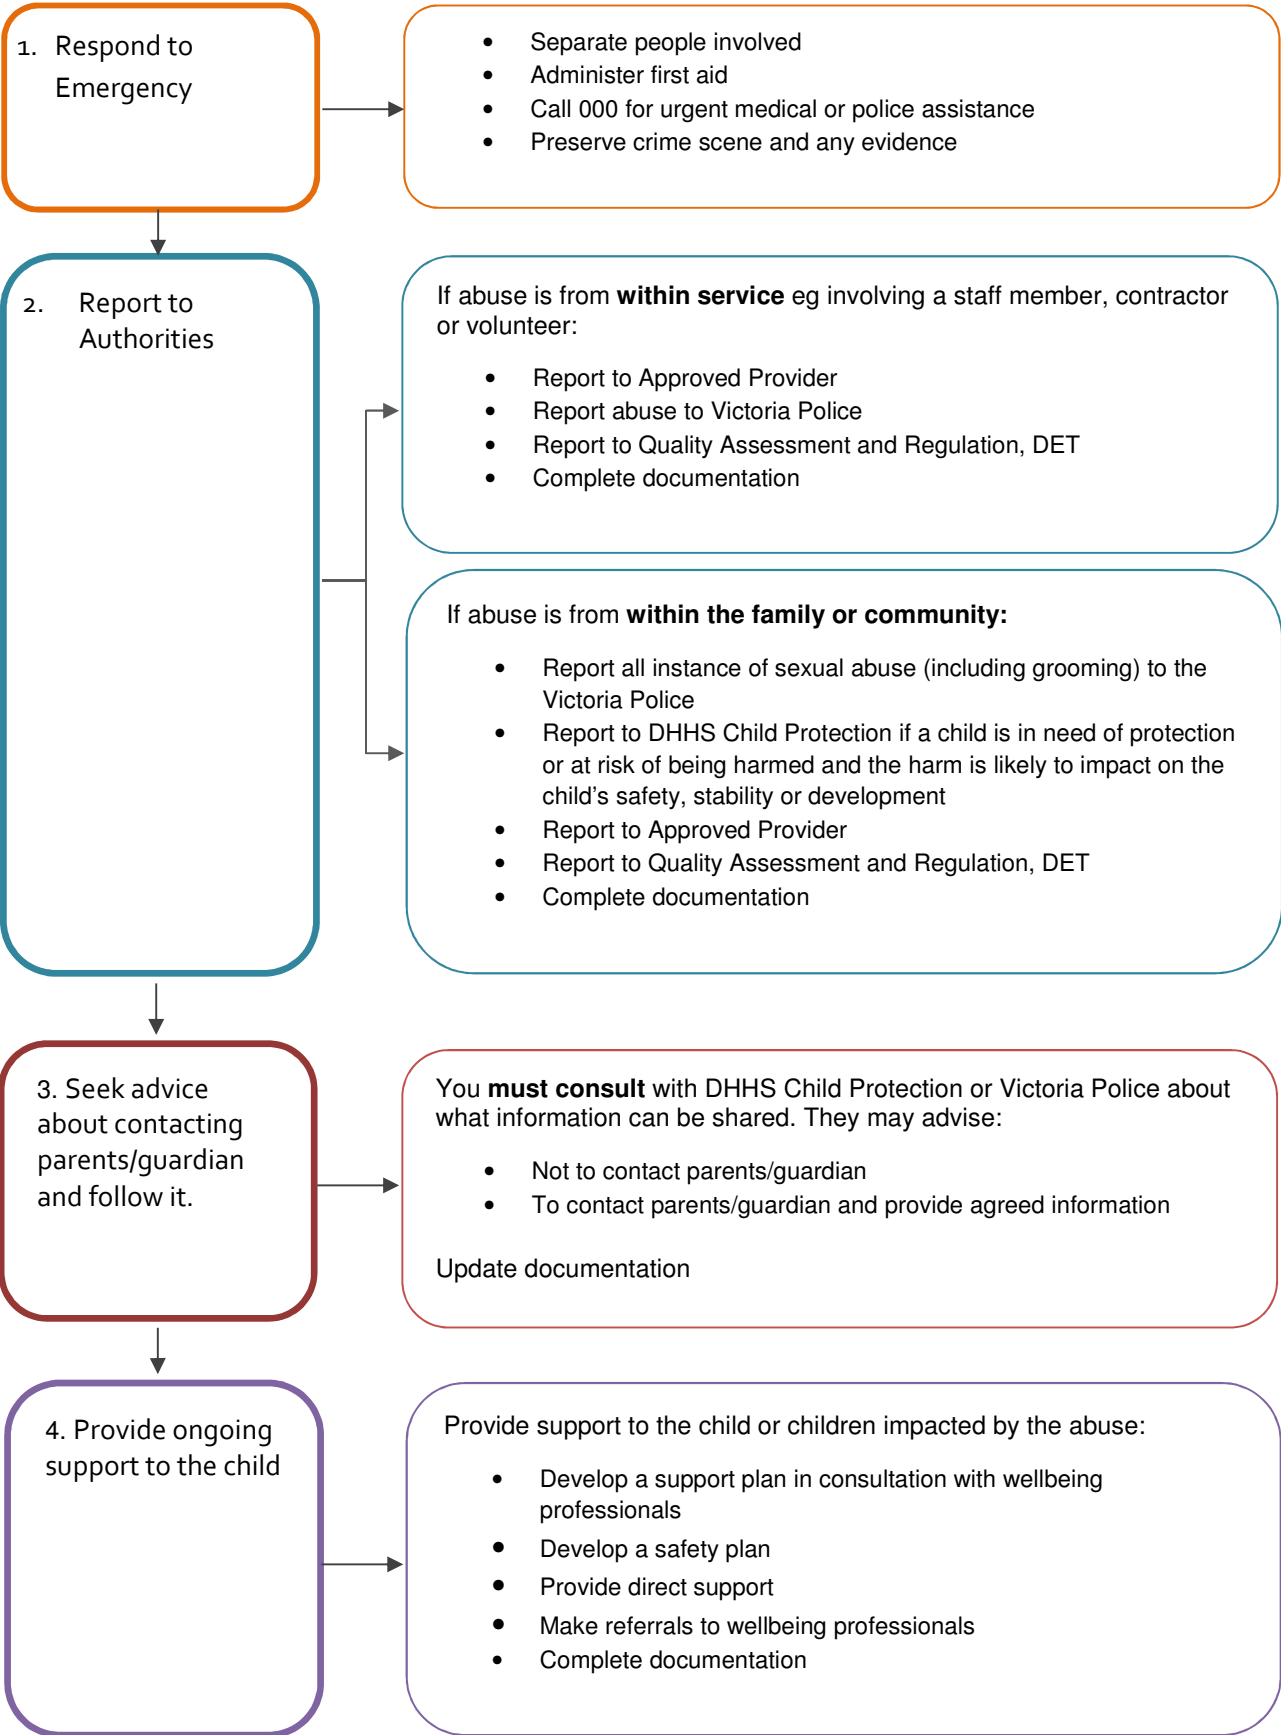 1. Respond to
Emergency
• Separate people involved
• Administer first aid
• Call 000 for urgent medical or police assistance
• Preserve crime scene and any evidence
2. Report to
Authorities
If abuse is from within service eg involving a staff member, contractor
or volunteer:
• Report to Approved Provider
• Report abuse to Victoria Police
• Report to Quality Assessment and Regulation, DET
• Complete documentation
If abuse is from within the family or community:
• Report all instance of sexual abuse (including grooming) to the
Victoria Police
• Report to DHHS Child Protection if a child is in need of protection
or at risk of being harmed and the harm is likely to impact on the
child’s safety, stability or development
• Report to Approved Provider
• Report to Quality Assessment and Regulation, DET
• Complete documentation
3. Seek advice
about contacting
parents/guardian
and follow it.
You must consult with DHHS Child Protection or Victoria Police about
what information can be shared. They may advise:
• Not to contact parents/guardian
• To contact parents/guardian and provide agreed information
Update documentation
4. Provide ongoing
support to the child
Provide support to the child or children impacted by the abuse:
• Develop a support plan in consultation with wellbeing
professionals
• Develop a safety plan
• Provide direct support
• Make referrals to wellbeing professionals
• Complete documentation